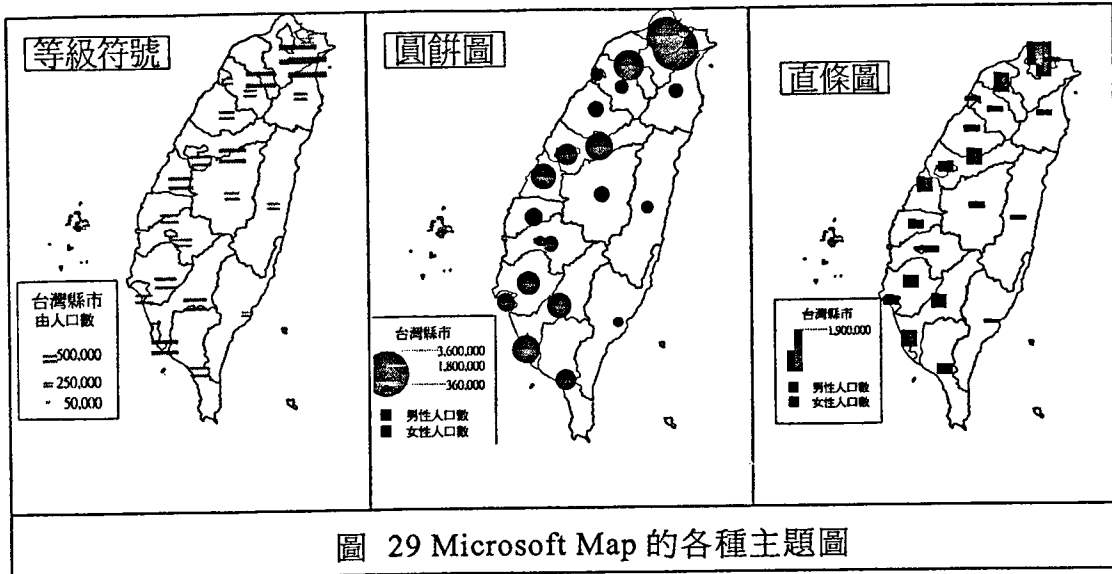 等級符號
台灣縣市
由人口數
500,000
250,000
50,000
圓餅圖
台灣縣市
3,600,000
1,800,000
360,000
男性人口數
女性人口數
直條圖
台灣縣市
1,900,000
男性人口數
女性人口數
圖 29 Microsoft Map 的各種主題圖